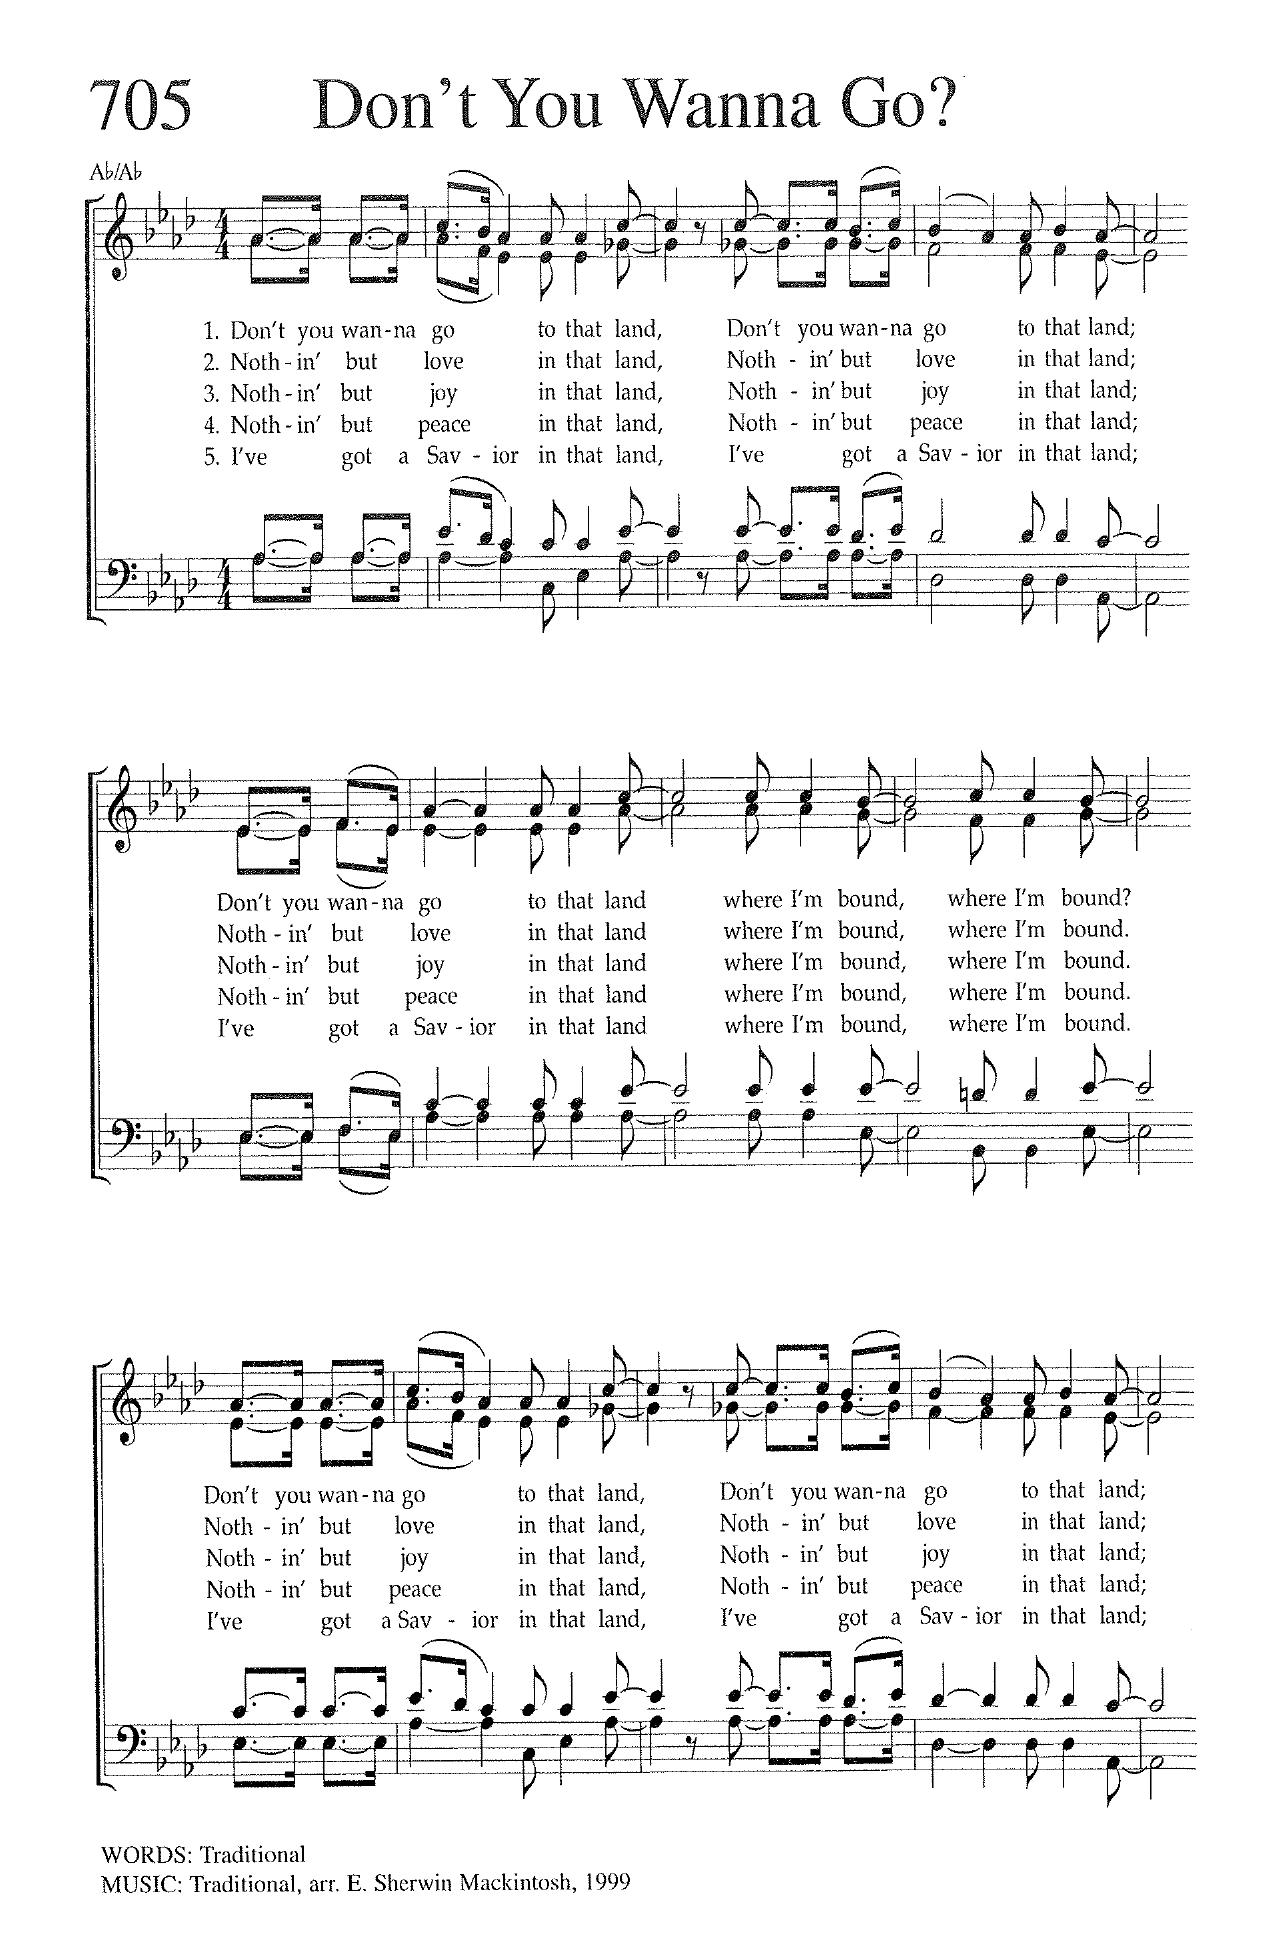 705 Don't You Wanna Go?
A♭/A♭
1. Don't you wan-na go to that land, Don't you wan-na go to that land;
2. Noth-in' but love in that land, Noth - in' but love in that land;
3. Noth-in' but joy in that land, Noth - in' but joy in that land;
4. Noth-in' but peace in that land, Noth - in' but peace in that land;
5. I've got a Sav - ior in that land, I've got a Sav - ior in that land;
Don't you wan-na go to that land where I'm bound, where I'm bound?
Noth - in' but love in that land where I'm bound, where I'm bound.
Noth-in' but joy in that land where I'm bound, where I'm bound.
Noth-in' but peace in that land where I'm bound, where I'm bound.
I've got a Sav - ior in that land where I'm bound, where I'm bound.
Don't you wan-na go to that land, Don't you wan-na go to that land;
Noth - in' but love in that land, Noth - in' but love in that land;
Noth - in' but joy in that land, Noth - in' but joy in that land;
Noth - in' but peace in that land, Noth - in' but peace in that land;
I've got a Sav - ior in that land, I've got a Sav - ior in that land;
WORDS: Traditional
MUSIC: Traditional, arr. E. Sherwin Mackintosh, 1999